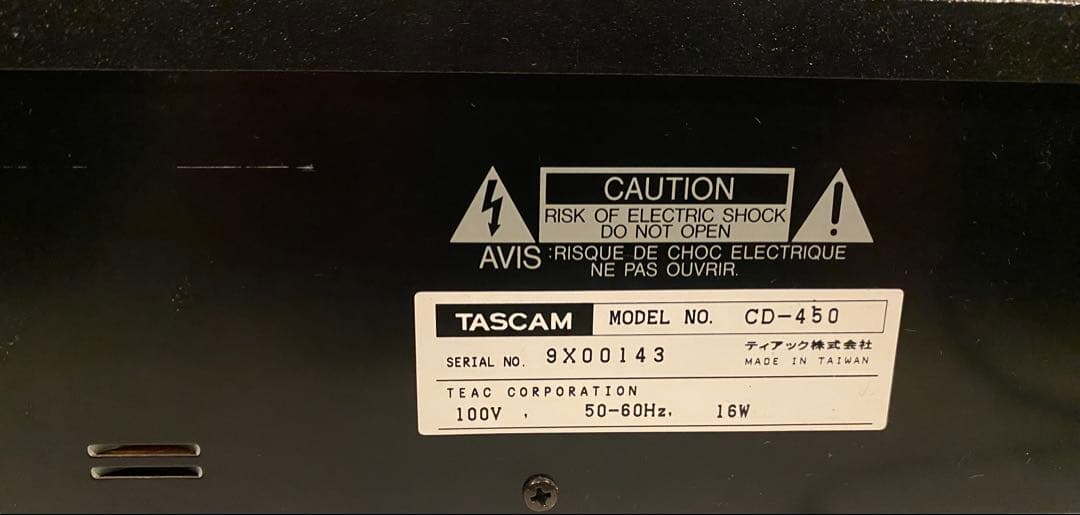 CAUTION
RISK OF ELECTRIC SHOCK
DO NOT OPEN
AVIS :RISQUE DE CHOC ELECTRIQUE
NE PAS OUVRIR.
TASCAM MODEL NO. CD-450
ティアック株式会社
SERIAL NO. 9X00143
MADE IN TAIWAN
TEAC CORPORATION
100V , 50-60Hz, 16W